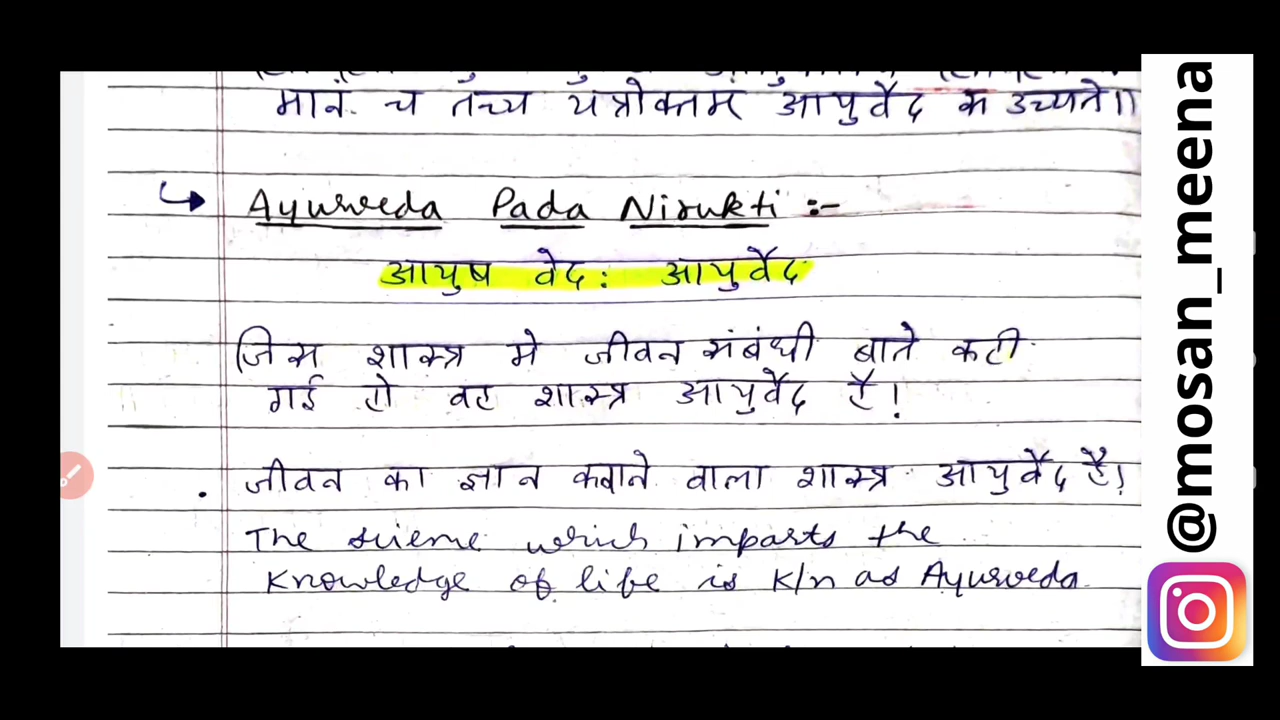 मानं च तच्च यत्रोक्तम् आयुर्वेद क उच्यते॥
↳ Ayurveda Pada Nirukti :-
आयुष वेद: आयुर्वेद
जिस शास्त्र मे जीवन संबंधी बाते कही
गई हो वह शास्त्र आयुर्वेद है।
. जीवन का ज्ञान कराने वाला शास्त्र आयुर्वेद है।
The science which imparts the
knowledge of life is k/n as Ayurveda
@mosan_meena